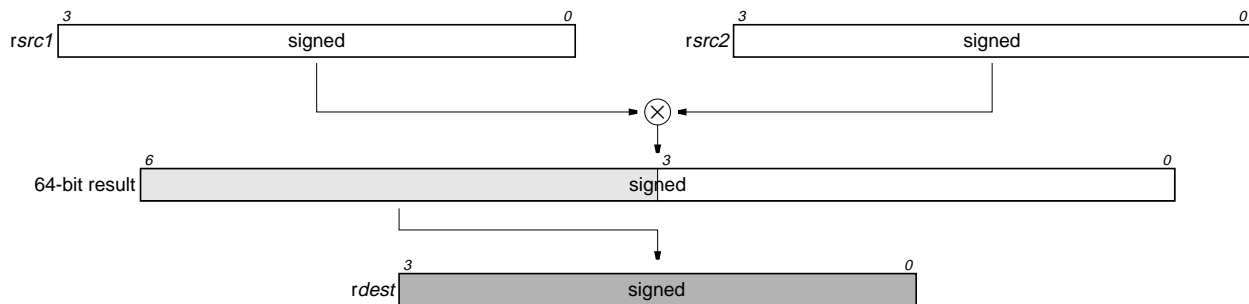 3 0 3 0
rsrc1 signed rsrc2 signed
6 3 0
64-bit result signed
3 0
rdest signed